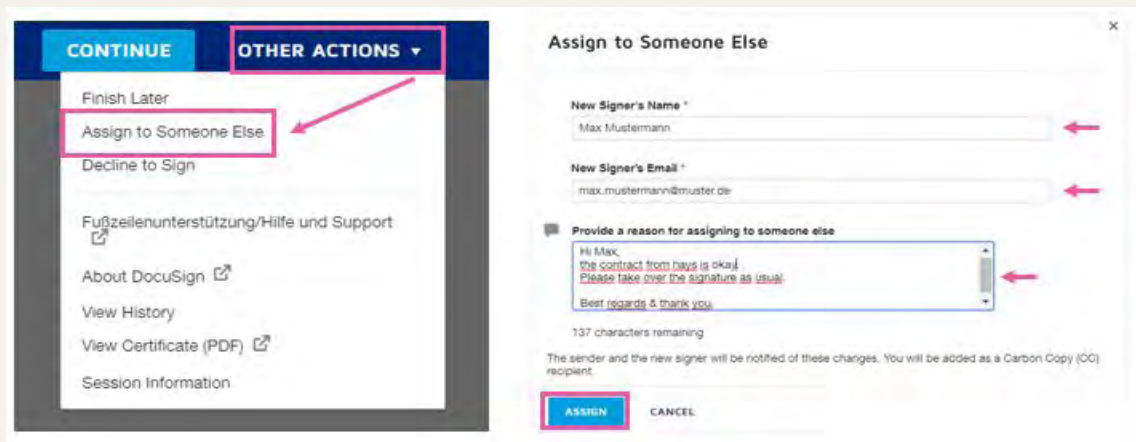 CONTINUE
OTHER ACTIONS
Finish Later
Assign to Someone Else
Decline to Sign
Fußzeilenunterstützung/Hilfe und Support
About DocuSign
View History
View Certificate (PDF)
Session Information
Assign to Someone Else
New Signer's Name *
Max Mustermann
New Signer's Email *
max.mustermann@muster.de
Provide a reason for assigning to someone else
Hi Max,
the contract from hays is okay.
Please take over the signature as usual.
Best regards & thank you,
137 characters remaining
The sender and the new signer will be notified of these changes. You will be added as a Carbon Copy (CC)
recipient.
ASSIGN
CANCEL